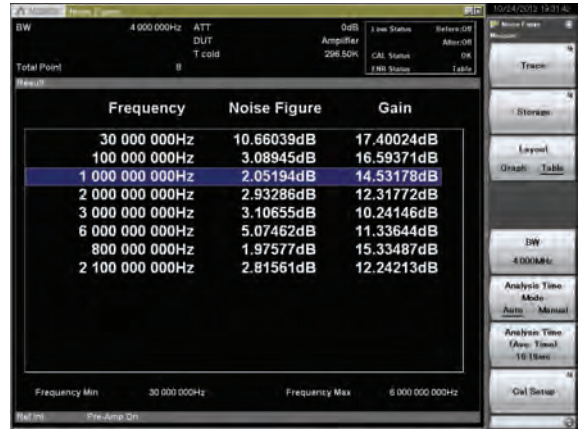 Noise Figure 10/24/2013 19:31:42
BW 4 000 000Hz ATT 0dB Loss Status Before:Off
DUT Amplifier After:Off
T cold 296.50K CAL Status OK
Total Point 8 ENR Status Table
Result
Frequency Noise Figure Gain
30 000 000Hz 10.66039dB 17.40024dB
100 000 000Hz 3.08945dB 16.59371dB
1 000 000 000Hz 2.05194dB 14.53178dB
2 000 000 000Hz 2.93286dB 12.31772dB
3 000 000 000Hz 3.10655dB 10.24146dB
6 000 000 000Hz 5.07462dB 11.33644dB
800 000 000Hz 1.97577dB 15.33487dB
2 100 000 000Hz 2.81561dB 12.24213dB
Frequency Min 30 000 000Hz Frequency Max 6 000 000 000Hz
Ref.Int Pre-Amp On
Noise Figure
Trace
Storage
Layout
Graph Table
BW
4.000MHz
Analysis Time
Mode
Auto Manual
Analysis Time
(Ave. Time)
Cal Setup